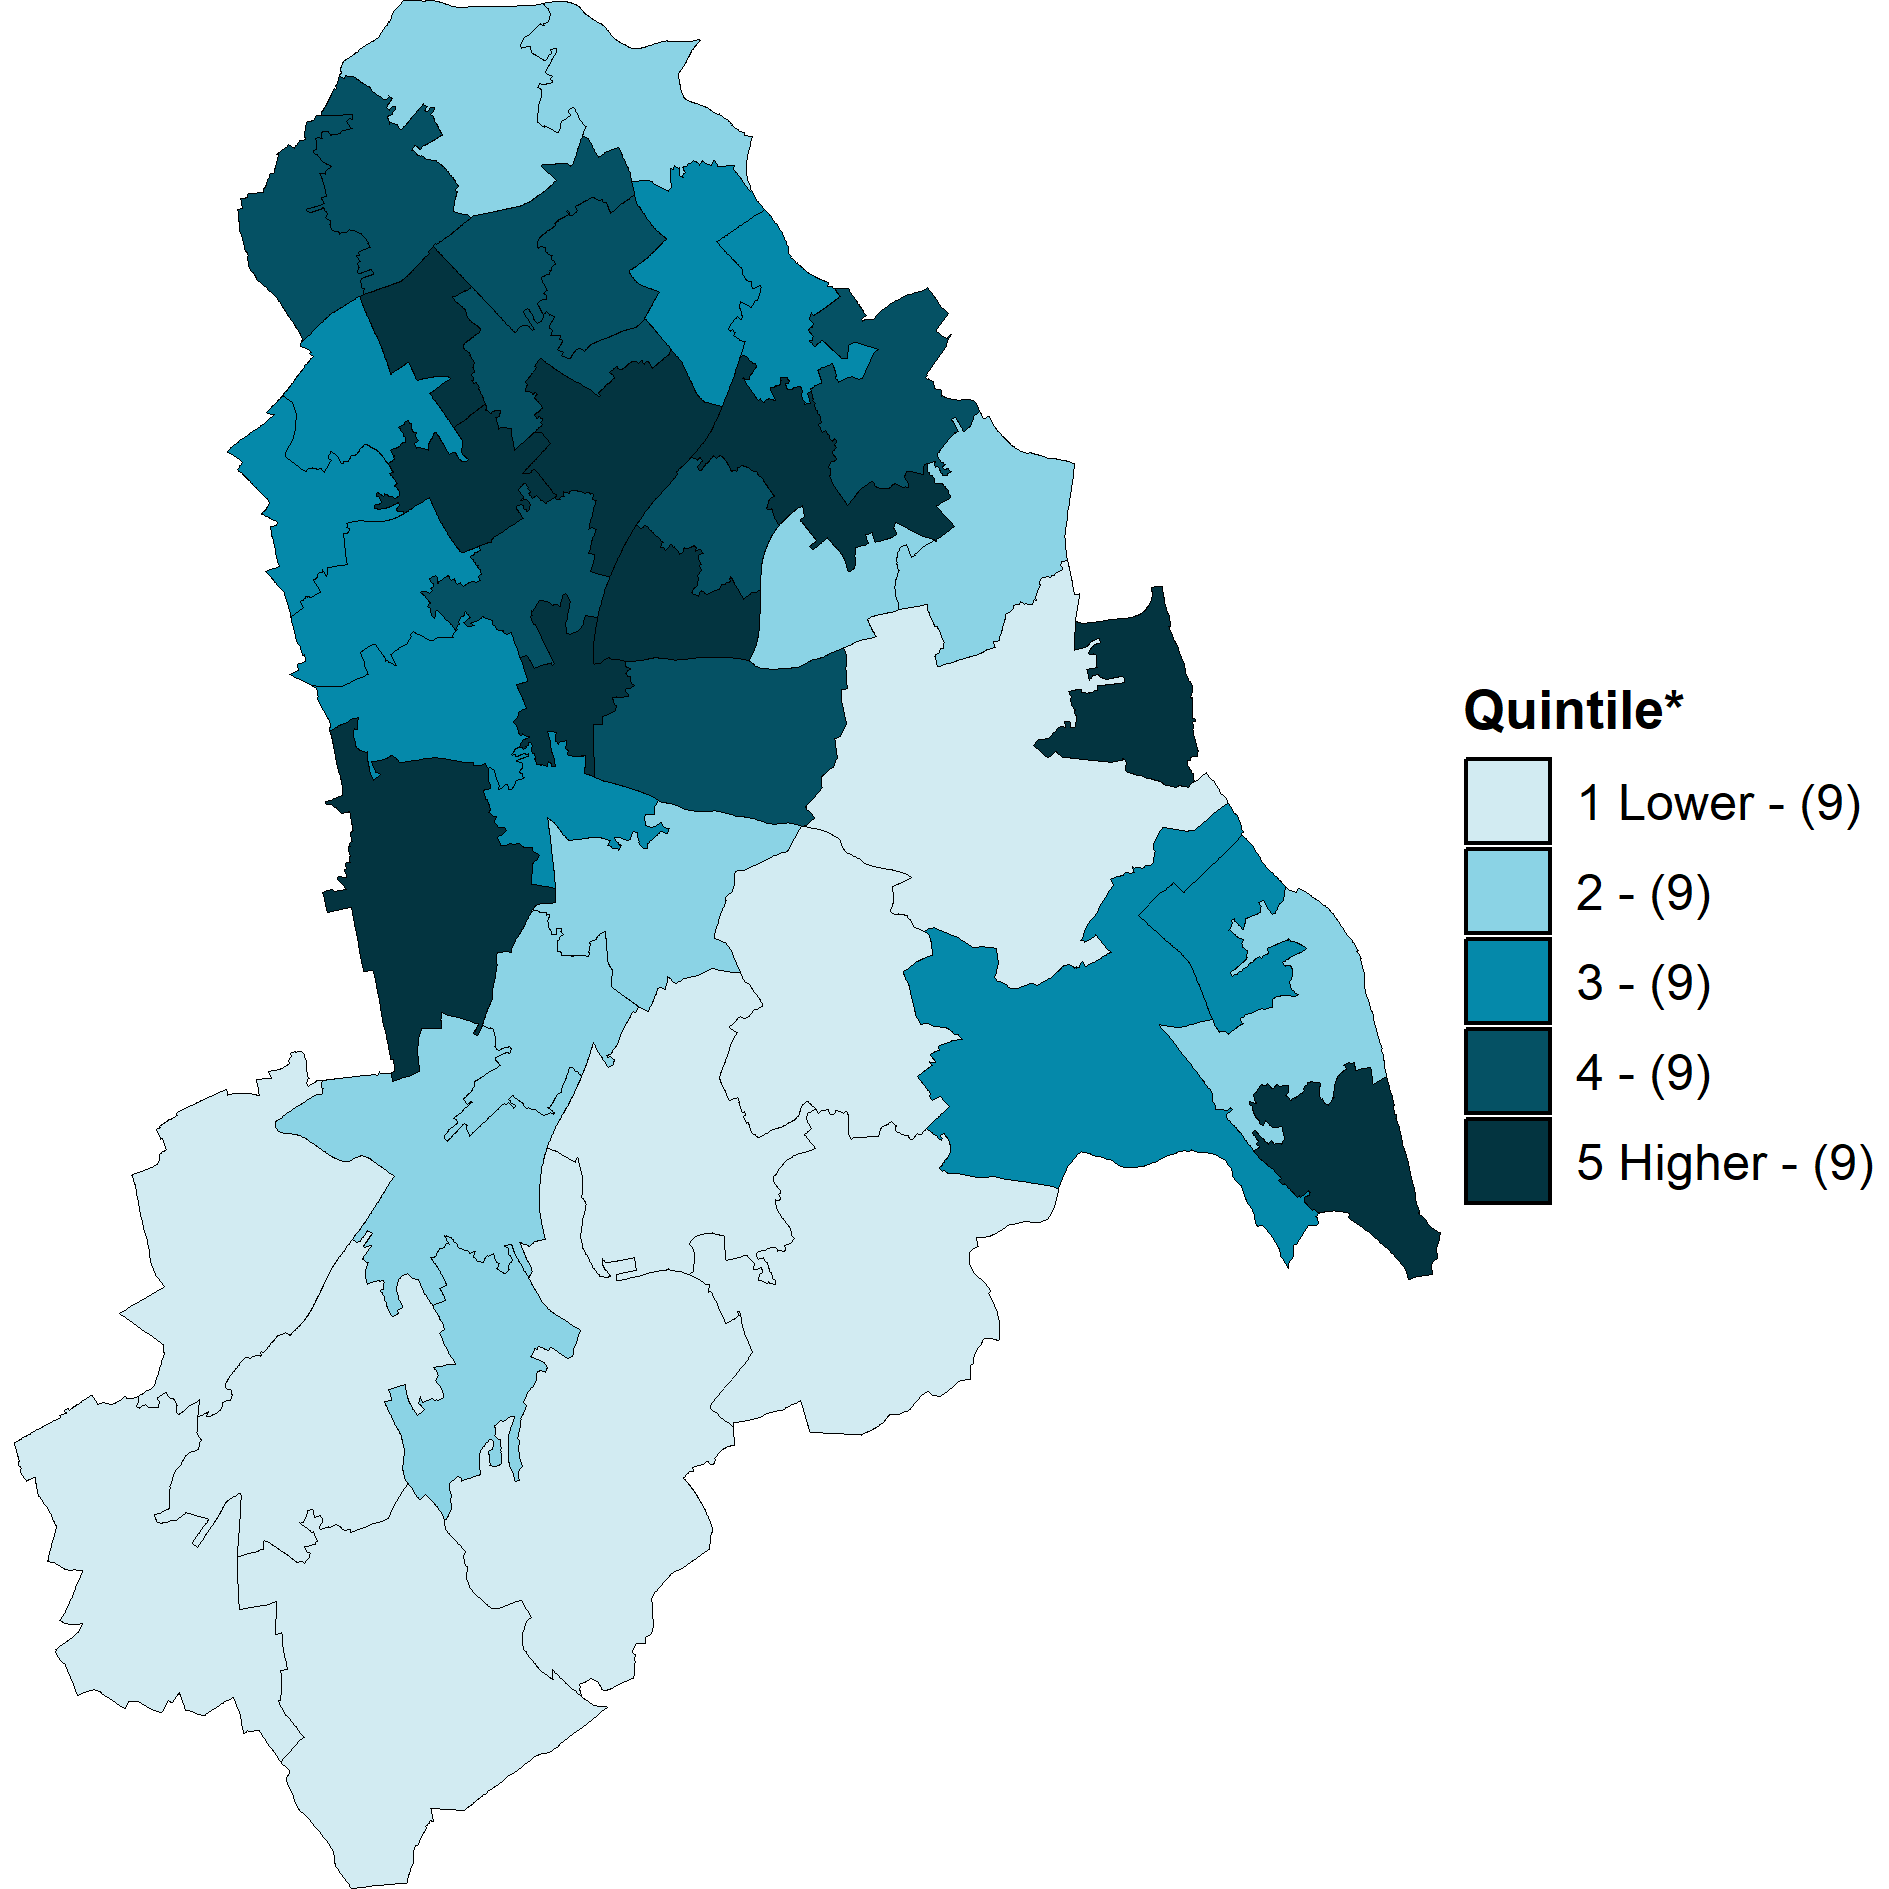 Quintile*
1 Lower - (9)
2 - (9)
3 - (9)
4 - (9)
5 Higher - (9)